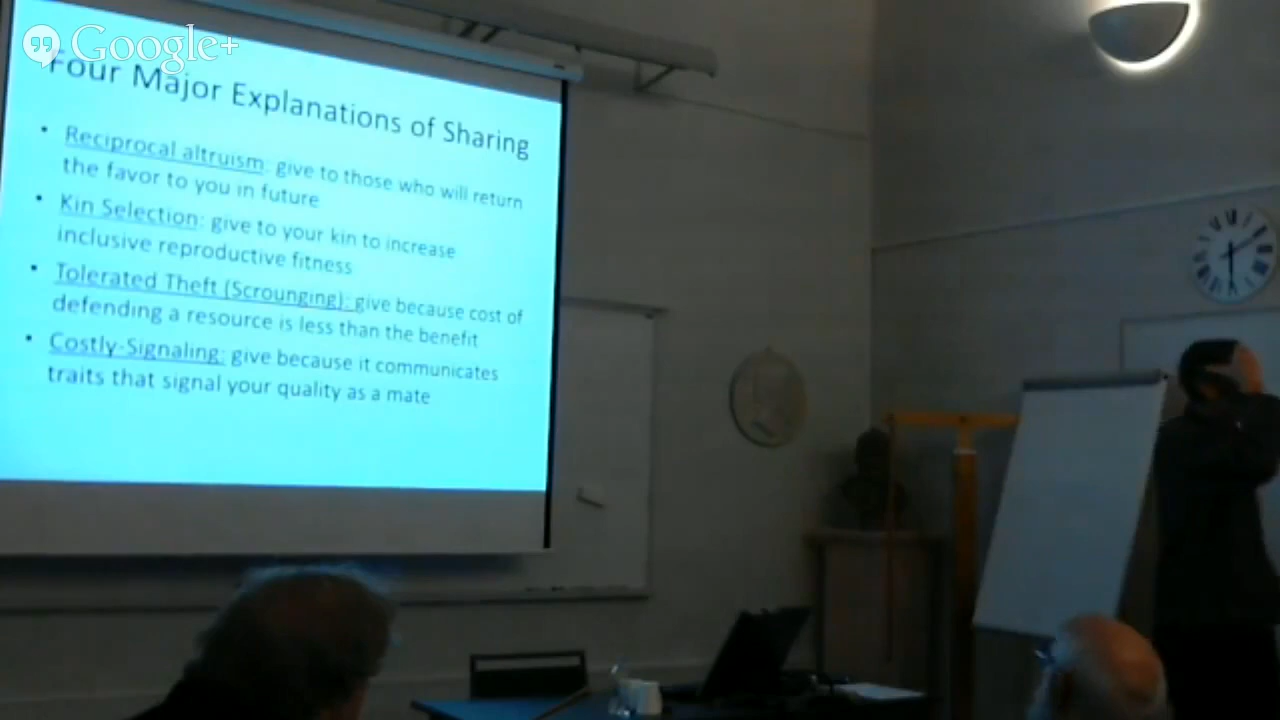 Google+
Four Major Explanations of Sharing
• Reciprocal altruism: give to those who will return
the favor to you in future
• Kin Selection: give to your kin to increase
inclusive reproductive fitness
• Tolerated Theft (Scrounging): give because cost of
defending a resource is less than the benefit
• Costly-Signaling: give because it communicates
traits that signal your quality as a mate